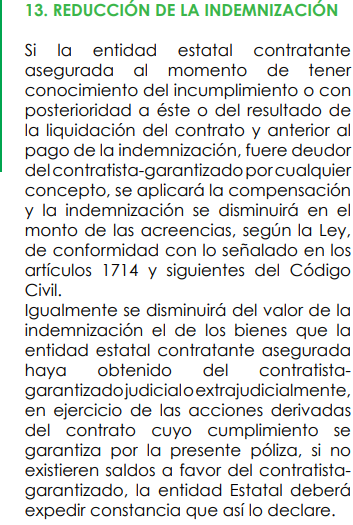 13. REDUCCIÓN DE LA INDEMNIZACIÓN
Si la entidad estatal contratante
asegurada al momento de tener
conocimiento del incumplimiento o con
posterioridad a éste o del resultado de
la liquidación del contrato y anterior al
pago de la indemnización, fuere deudor
del contratista-garantizado por cualquier
concepto, se aplicará la compensación
y la indemnización se disminuirá en el
monto de las acreencias, según la Ley,
de conformidad con lo señalado en los
artículos 1714 y siguientes del Código
Civil.
Igualmente se disminuirá del valor de la
indemnización el de los bienes que la
entidad estatal contratante asegurada
haya obtenido del contratista-
garantizado judicial o extrajudicialmente,
en ejercicio de las acciones derivadas
del contrato cuyo cumplimiento se
garantiza por la presente póliza, si no
existieren saldos a favor del contratista-
garantizado, la entidad Estatal deberá
expedir constancia que así lo declare.